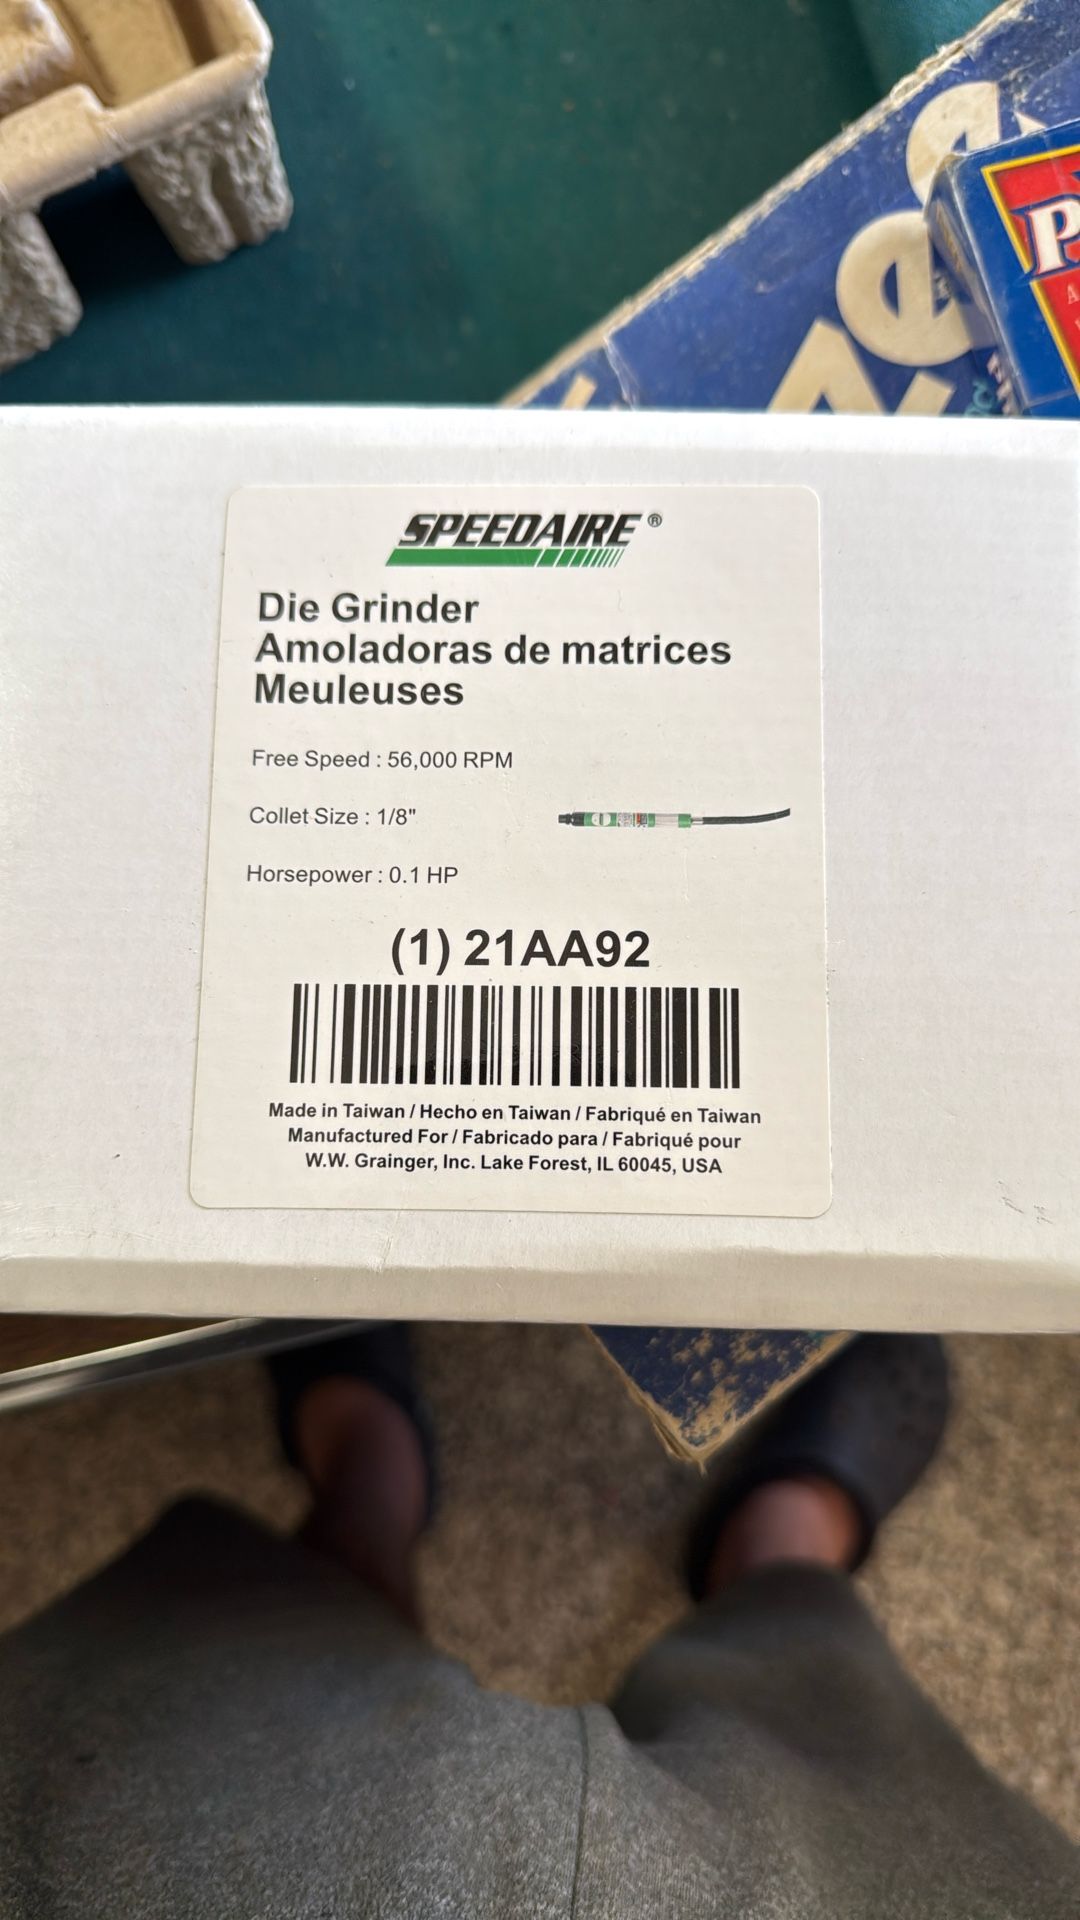 SPEEDAIRE®
Die Grinder
Amoladoras de matrices
Meuleuses
Free Speed : 56,000 RPM
Collet Size : 1/8"
Horsepower : 0.1 HP
(1) 21AA92
Made in Taiwan / Hecho en Taiwan / Fabriqué en Taiwan
Manufactured For / Fabricado para / Fabriqué pour
W.W. Grainger, Inc. Lake Forest, IL 60045, USA